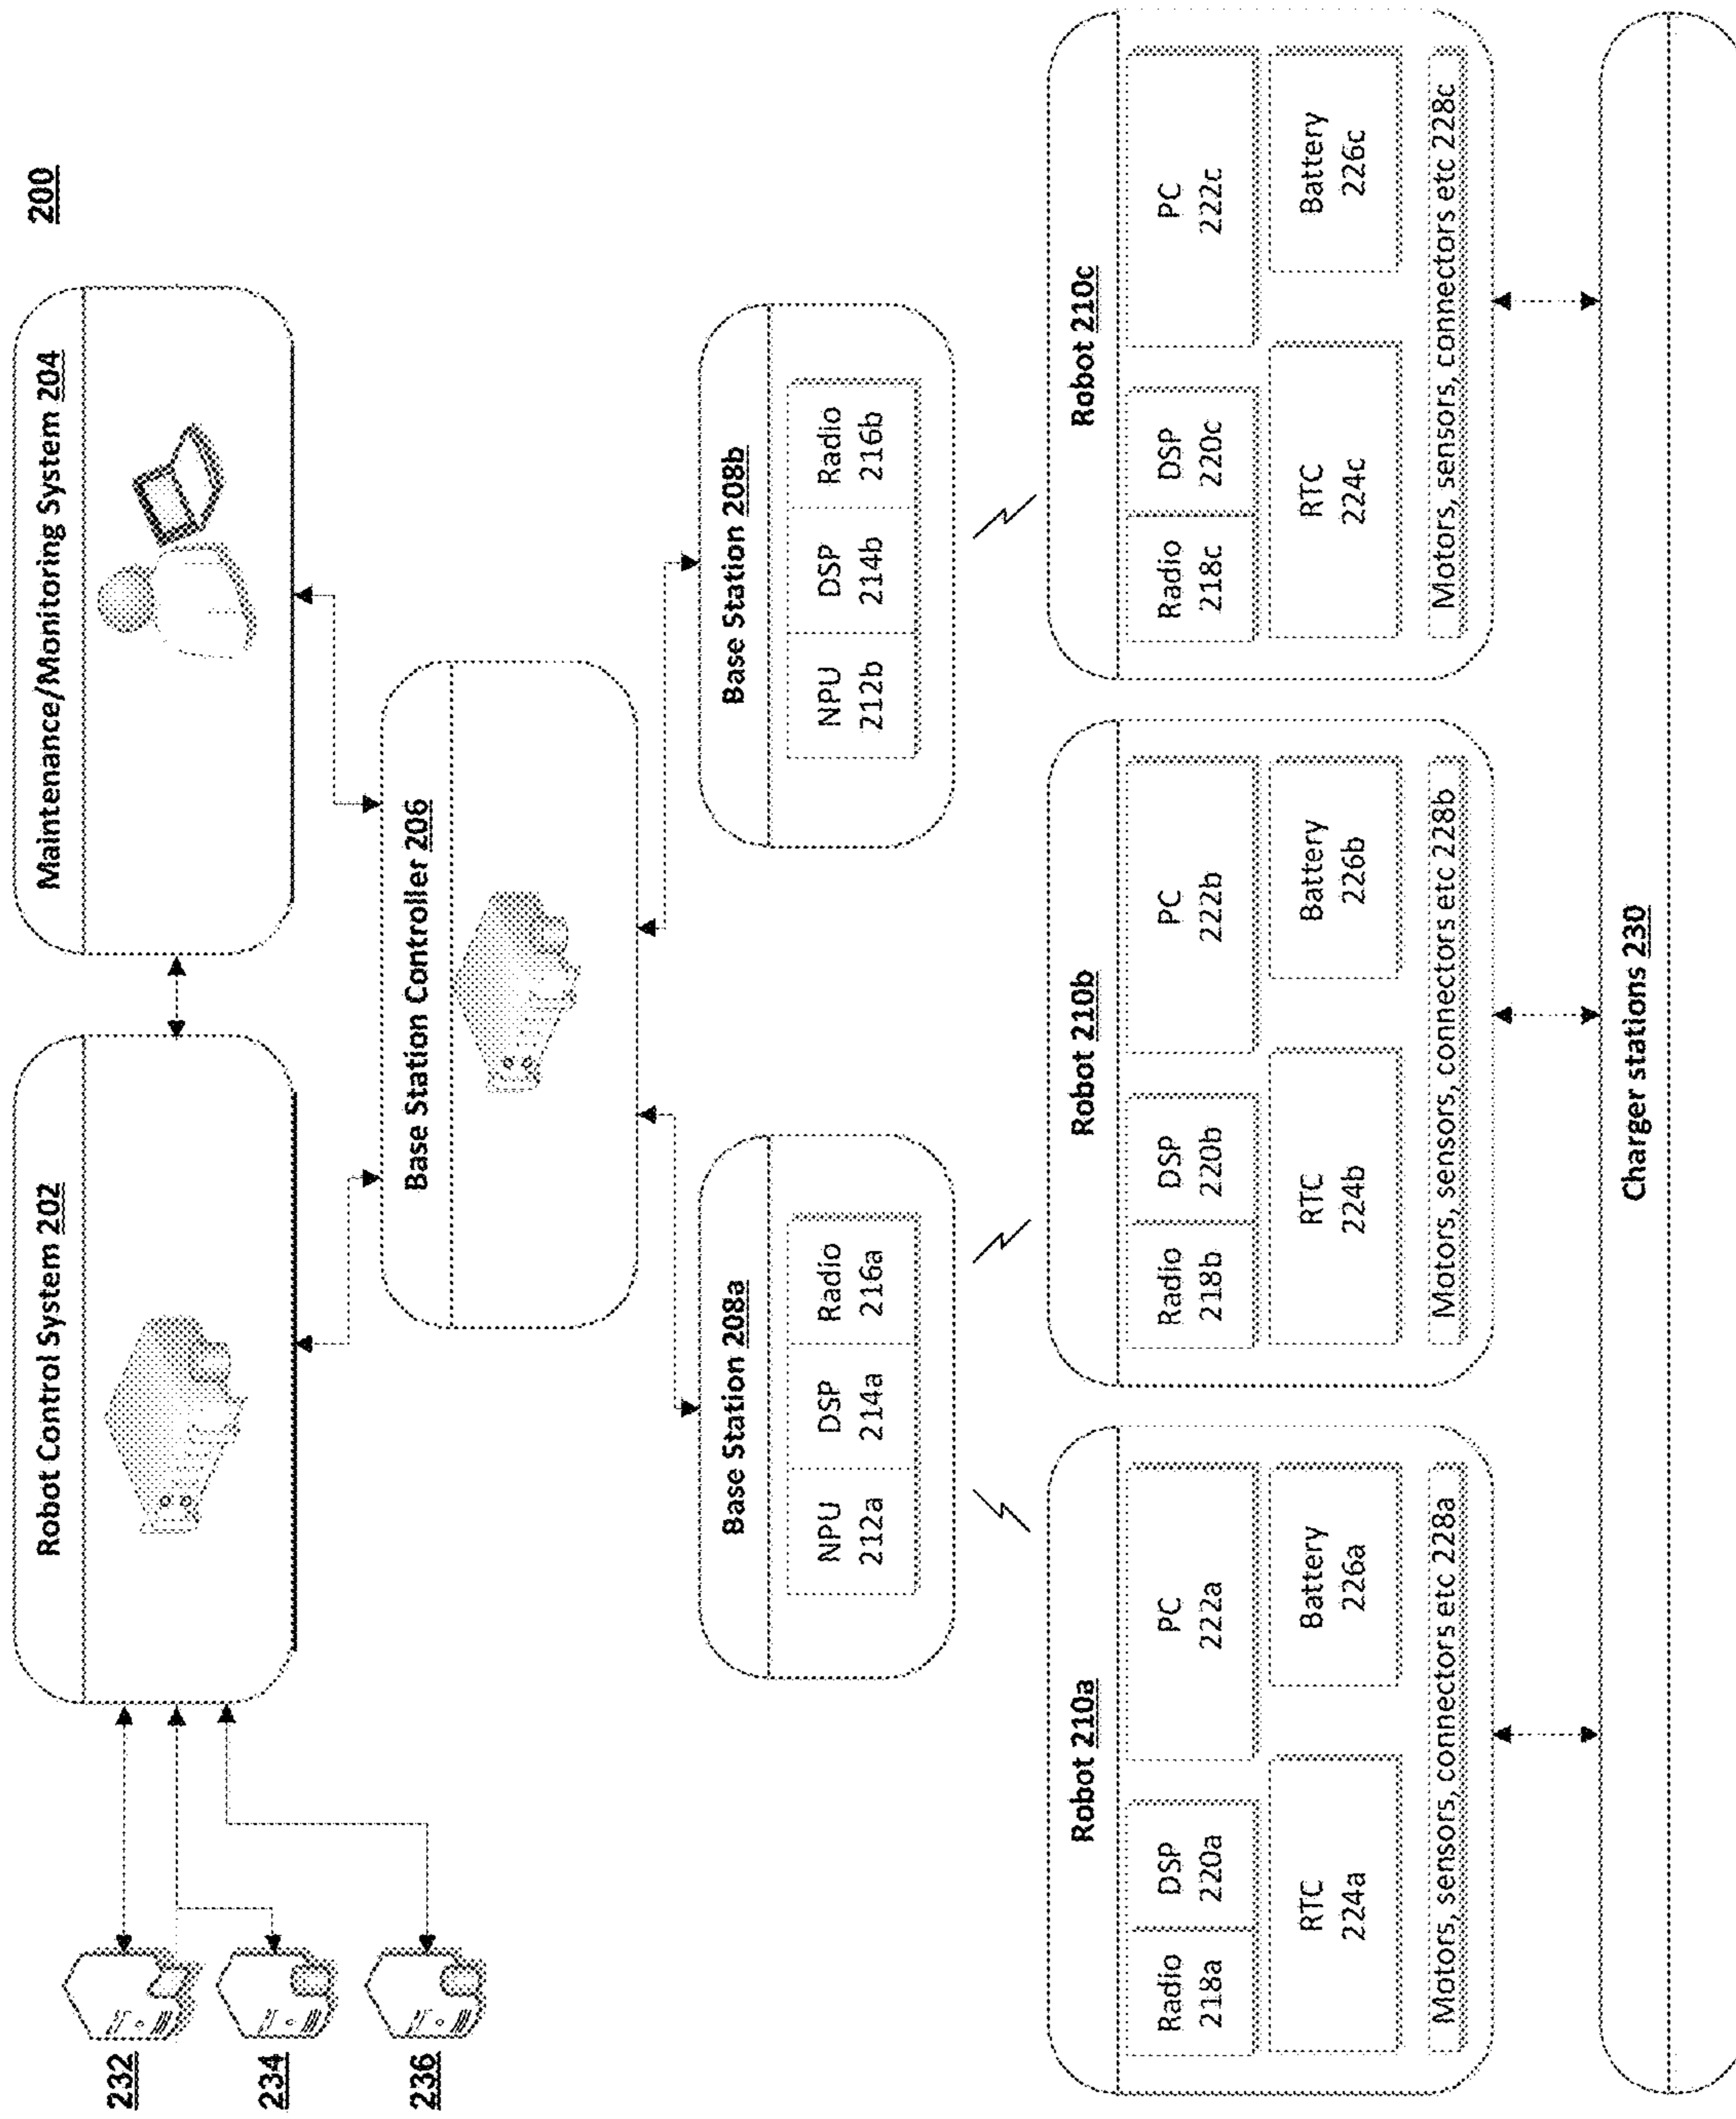 200
Robot Control System 202
Maintenance/Monitoring System 204
232
234
236
Base Station Controller 206
Base Station 208a
NPU
212a
DSP
214a
Radio
216a
Base Station 208b
NPU
212b
DSP
214b
Radio
216b
Robot 210a
Radio
218a
DSP
220a
PC
222a
RTC
224a
Battery
226a
Motors, sensors, connectors etc 228a
Robot 210b
Radio
218b
DSP
220b
PC
222b
RTC
224b
Battery
226b
Motors, sensors, connectors etc 228b
Robot 210c
Radio
218c
DSP
220c
PC
222c
RTC
224c
Battery
226c
Motors, sensors, connectors etc 228c
Charger stations 230